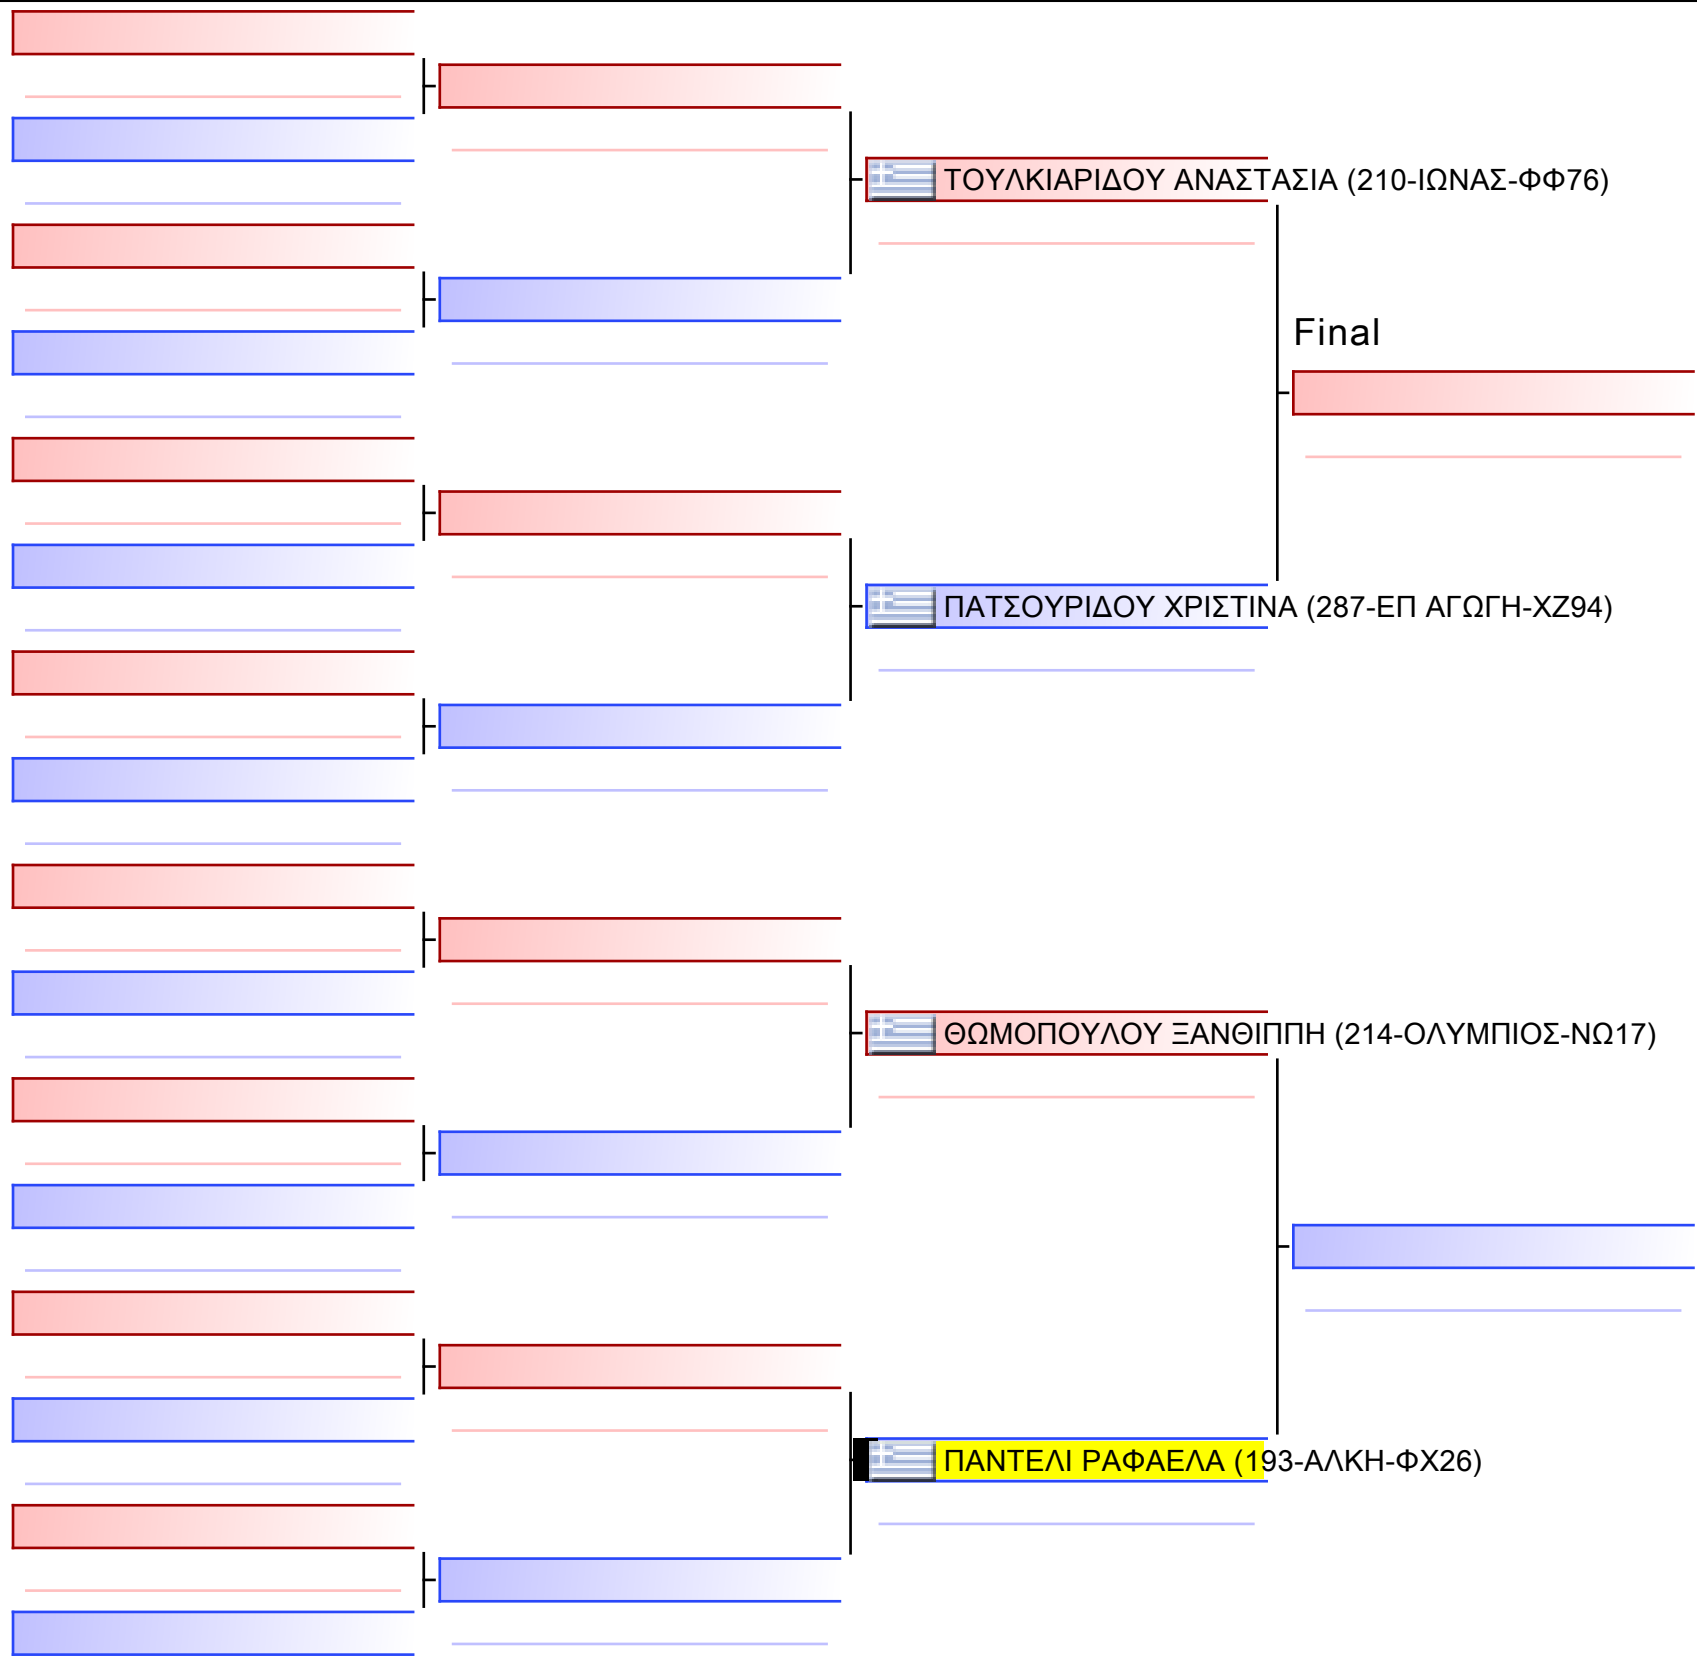 ΤΟΥΛΚΙΑΡΙΔΟΥ ΑΝΑΣΤΑΣΙΑ (210-ΙΩΝΑΣ-ΦΦ76)
Final
ΠΑΤΣΟΥΡΙΔΟΥ ΧΡΙΣΤΙΝΑ (287-ΕΠ ΑΓΩΓΗ-ΧΖ94)
ΘΩΜΟΠΟΥΛΟΥ ΞΑΝΘΙΠΠΗ (214-ΟΛΥΜΠΙΟΣ-ΝΩ17)
ΠΑΝΤΕΛΙ ΡΑΦΑΕΛΑ (193-ΑΛΚΗ-ΦΧ26)